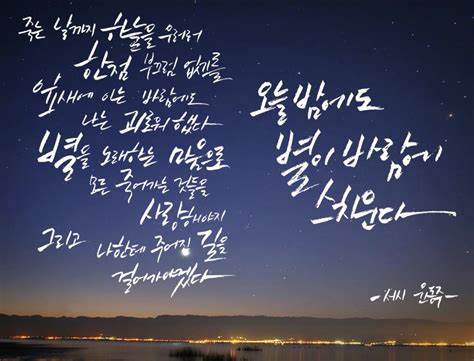 죽는 날까지 하늘을 우러러
한점 부끄럼 없기를
잎새에 이는 바람에도
나는 괴로워 했다
별을 노래하는 마음으로
모든 죽어가는 것들을
사랑해야지
그리고 나한테 주어진 길을
걸어가야겠다
오늘 밤에도
별이 바람에
스치운다
-서시 윤동주-